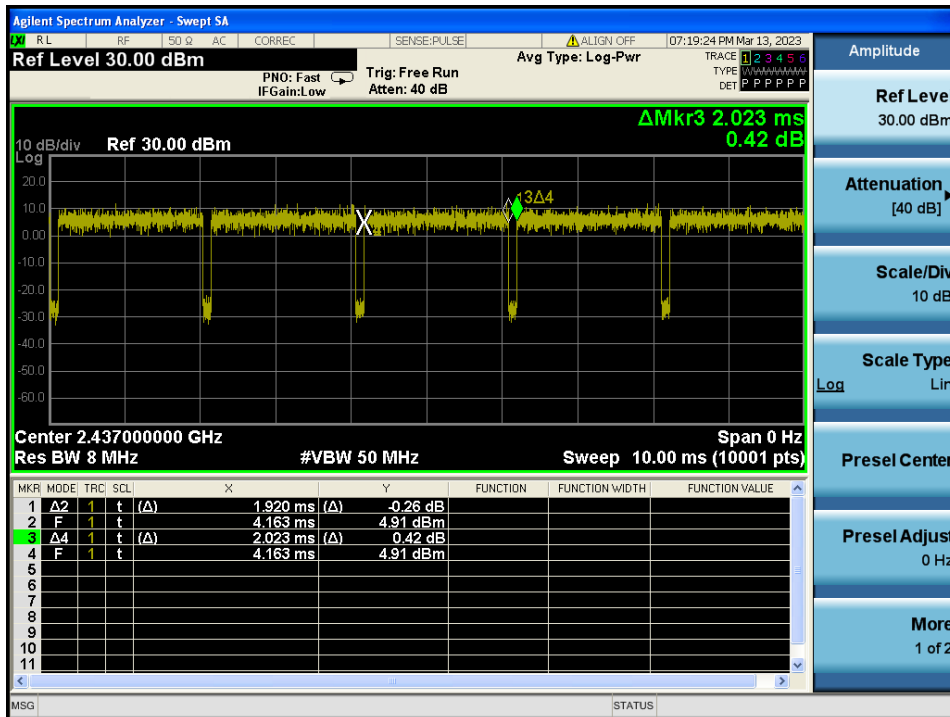 Agilent Spectrum Analyzer - Swept SA
LXI RL RF 50 Ω AC CORREC SENSE:PULSE ALIGN OFF 07:19:24 PM Mar 13, 2023
Ref Level 30.00 dBm
PNO: Fast
IFGain:Low
Trig: Free Run
Atten: 40 dB
Avg Type: Log-Pwr
TRACE 1 2 3 4 5 6
TYPE
DET P P P P P P
ΔMkr3 2.023 ms
0.42 dB
10 dB/div Ref 30.00 dBm
Log
20.0
10.0
0.00
-10.0
-20.0
-30.0
-40.0
-50.0
-60.0
3Δ4
X
Center 2.437000000 GHz Span 0 Hz
Res BW 8 MHz #VBW 50 MHz Sweep 10.00 ms (10001 pts)
MKR MODE TRC SCL X Y FUNCTION FUNCTION WIDTH FUNCTION VALUE
1 Δ2 1 t (Δ) 1.920 ms (Δ) -0.26 dB
2 F 1 t 4.163 ms 4.91 dBm
3 Δ4 1 t (Δ) 2.023 ms (Δ) 0.42 dB
4 F 1 t 4.163 ms 4.91 dBm
5
6
7
8
9
10
11
MSG STATUS
Amplitude
Ref Level
30.00 dBm
Attenuation
[40 dB]
Scale/Div
10 dB
Scale Type
Log Lin
Presel Center
Presel Adjust
0 Hz
More
1 of 2